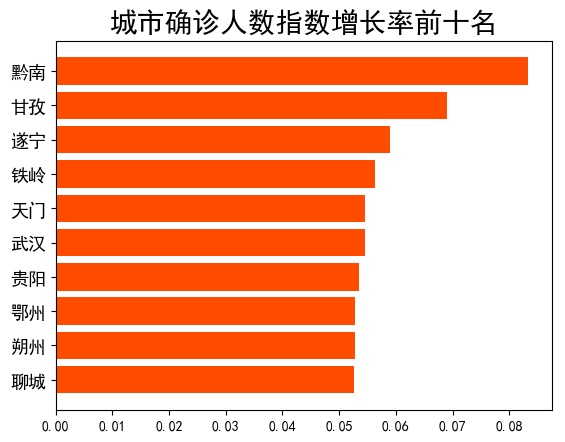 城市确诊人数指数增长率前十名
黔南
甘孜
遂宁
铁岭
天门
武汉
贵阳
鄂州
朔州
聊城
0.00 0.01 0.02 0.03 0.04 0.05 0.06 0.07 0.08